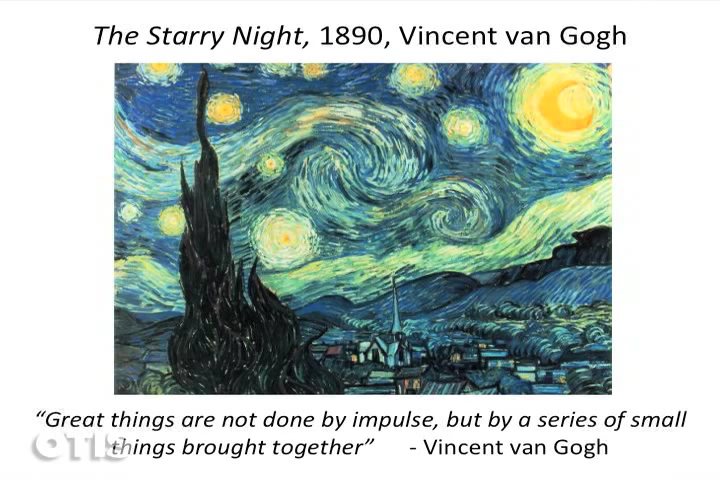 The Starry Night, 1890, Vincent van Gogh
“Great things are not done by impulse, but by a series of small
things brought together” - Vincent van Gogh
OTIS